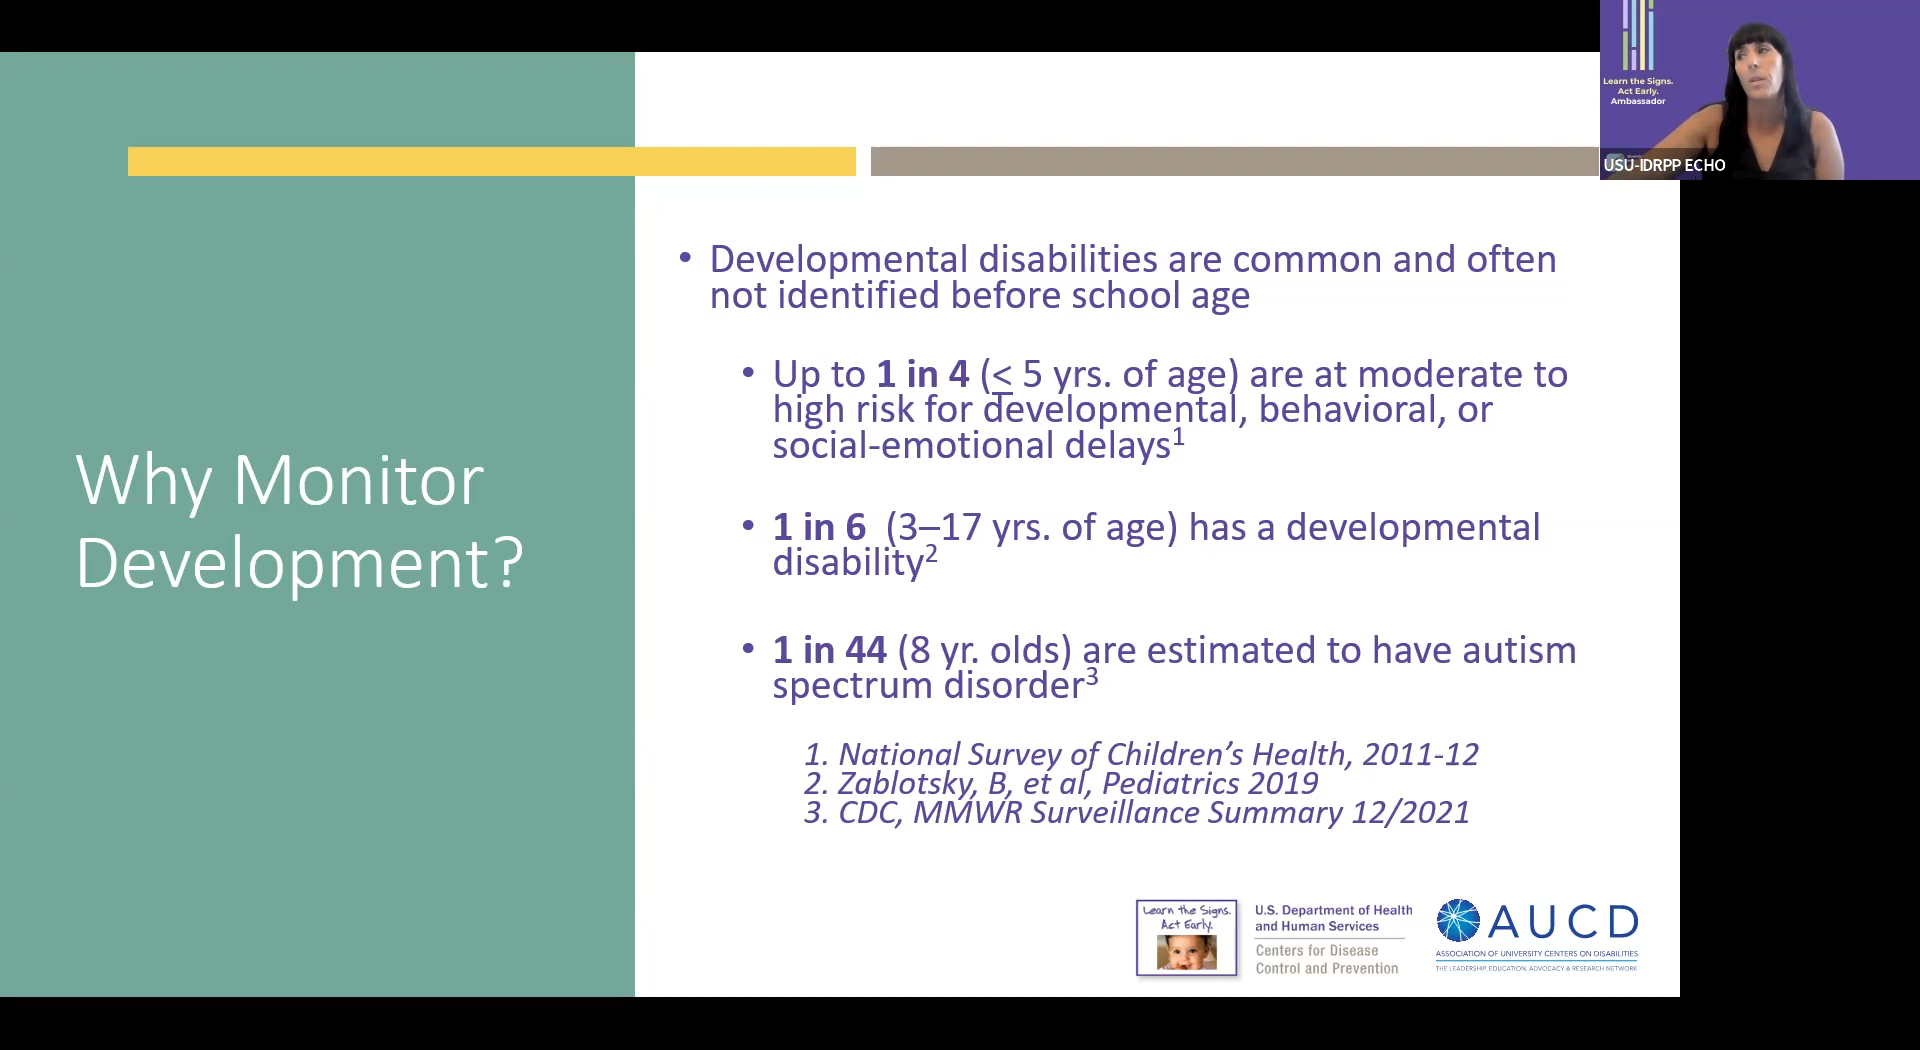 Learn the Signs.
Act Early.
Ambassador
USU-IDRPP ECHO
Why Monitor
Development?
• Developmental disabilities are common and often
not identified before school age
• Up to 1 in 4 (< 5 yrs. of age) are at moderate to
high risk for developmental, behavioral, or
social-emotional delays1
• 1 in 6 (3–17 yrs. of age) has a developmental
disability2
• 1 in 44 (8 yr. olds) are estimated to have autism
spectrum disorder3
1. National Survey of Children’s Health, 2011-12
2. Zablotsky, B, et al, Pediatrics 2019
3. CDC, MMWR Surveillance Summary 12/2021
Learn the Signs.
Act Early.
U.S. Department of Health
and Human Services
Centers for Disease
Control and Prevention
AUCD
ASSOCIATION OF UNIVERSITY CENTERS ON DISABILITIES
THE LEADERSHIP, EDUCATION, ADVOCACY & RESEARCH NETWORK